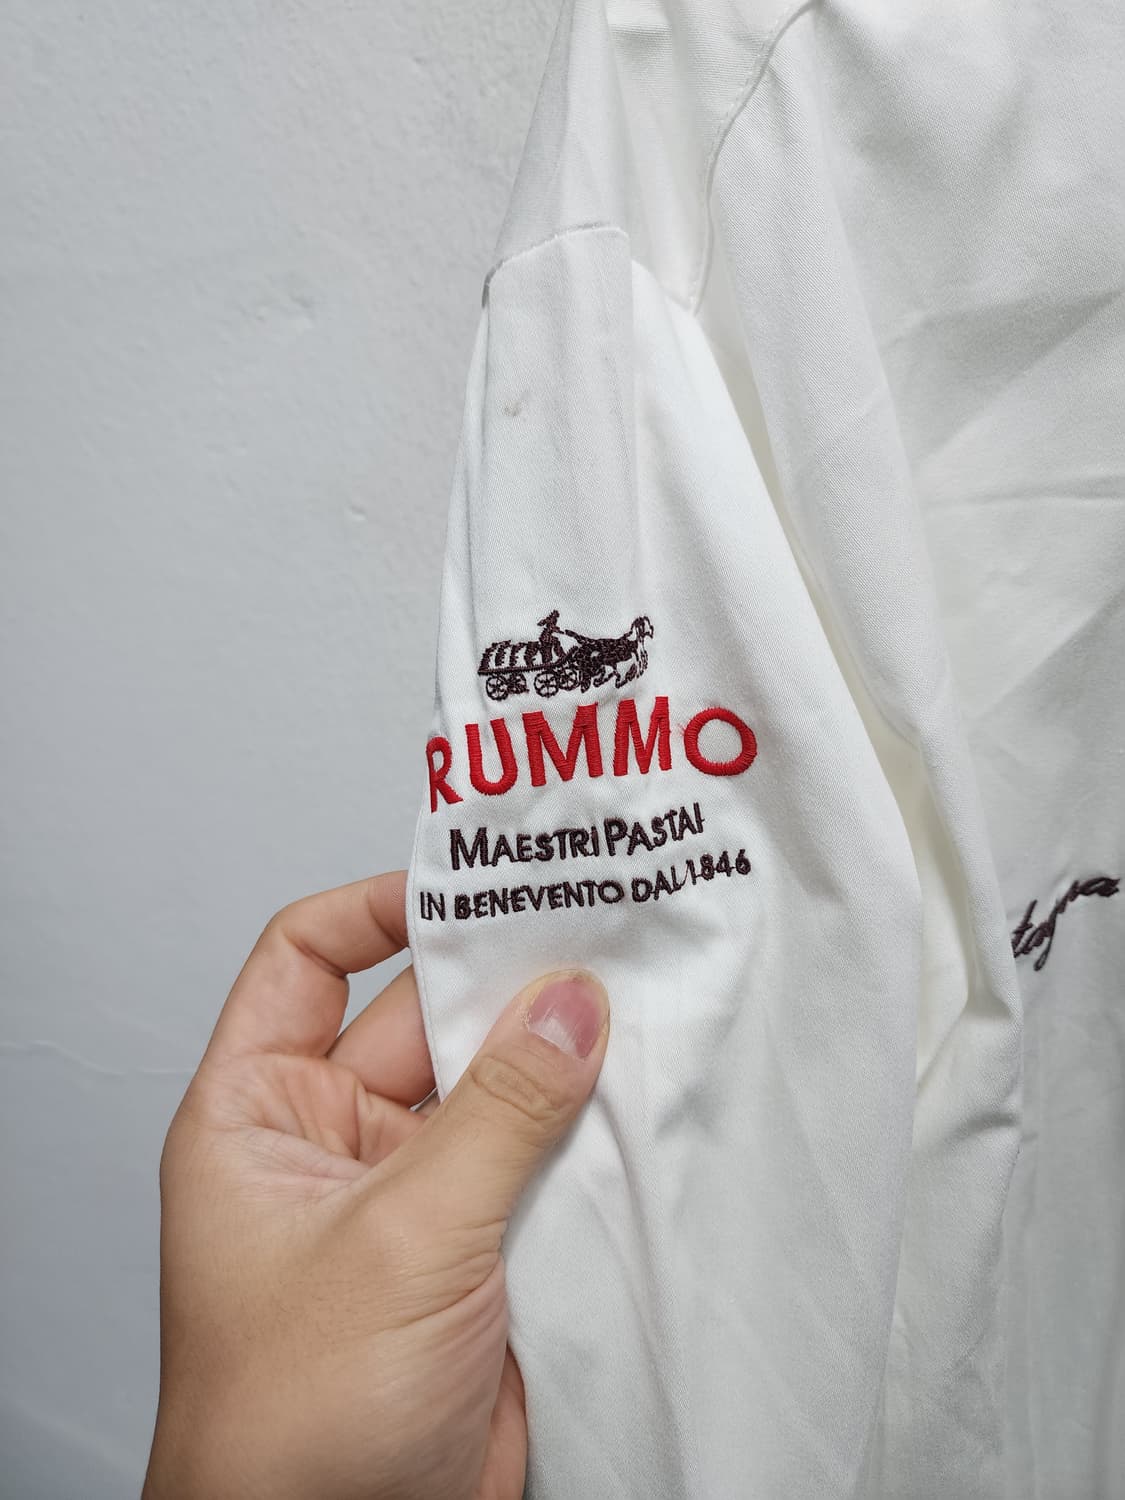 RUMMO
MAESTRI PASTAI
IN BENEVENTO DAL 1846